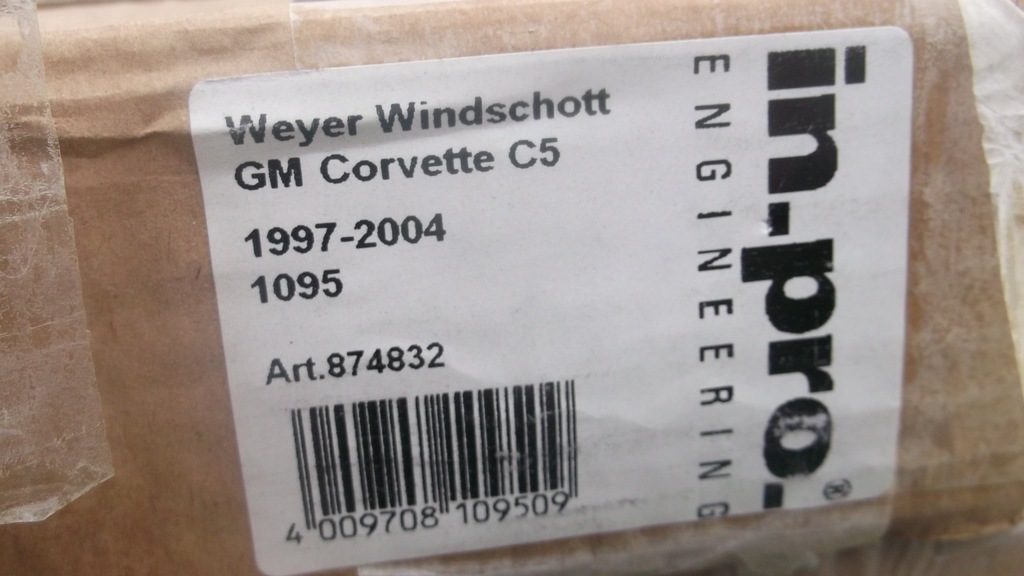 Weyer Windschott
GM Corvette C5
1997-2004
1095
Art.874832
4 009708 109509
in.pro.®
ENGINEERING